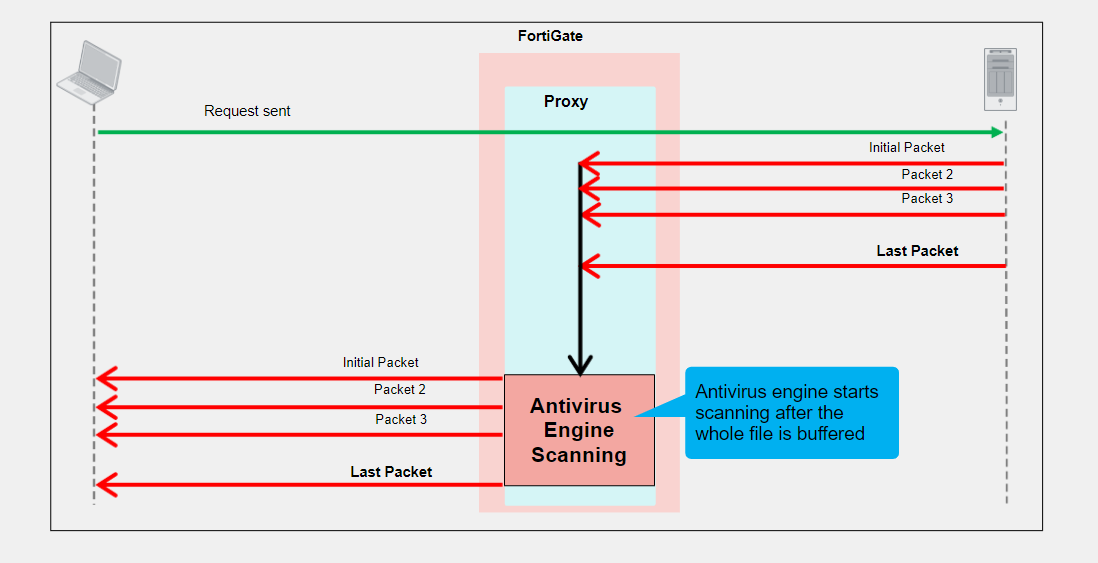 FortiGate
Proxy
Request sent
Initial Packet
Packet 2
Packet 3
Last Packet
Initial Packet
Packet 2
Packet 3
Last Packet
Antivirus
Engine
Scanning
Antivirus engine starts
scanning after the
whole file is buffered